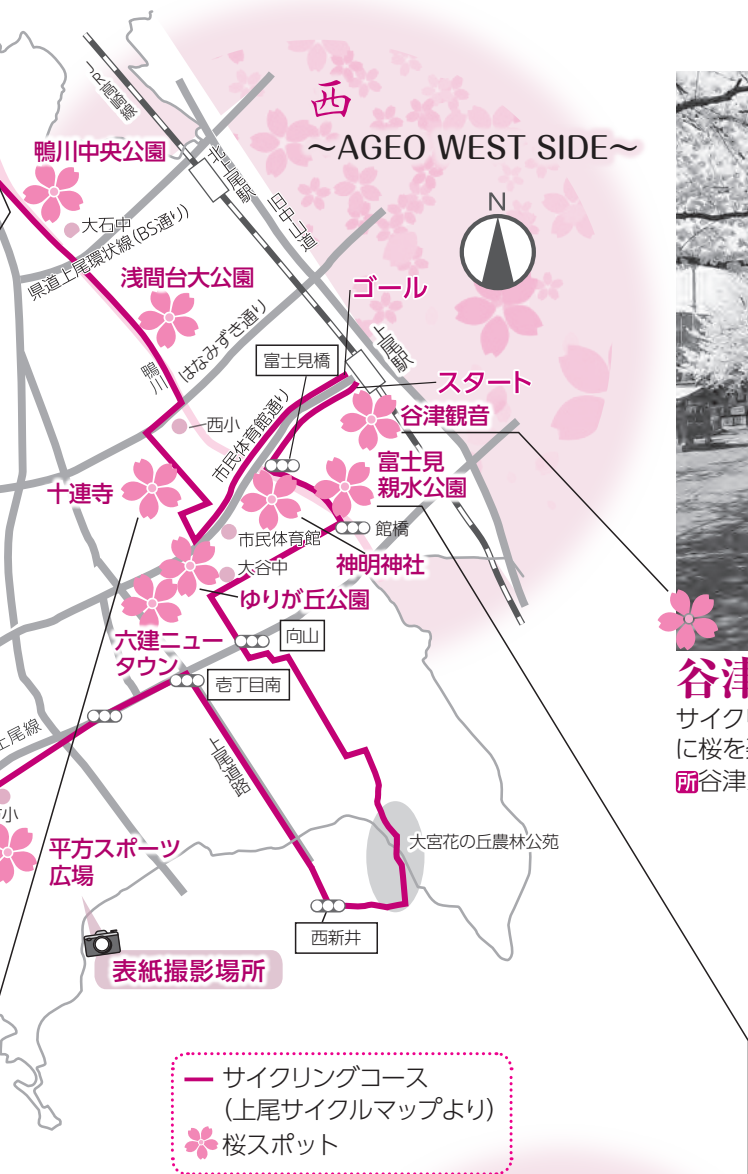 西
～AGEO WEST SIDE～
N
JR高崎線
北上尾駅
旧中山道
鴨川中央公園
大石中
県道上尾環状線(BS通り)
浅間台大公園
はなみずき通り
鴨川
ゴール
上尾駅
富士見橋
スタート
谷津観音
西小
市民体育館通り
富士見
親水公園
十連寺
館橋
市民体育館
神明神社
大谷中
ゆりが丘公園
向山
六建ニュー
タウン
壱丁目南
上尾線
上尾道路
小
平方スポーツ
広場
大宮花の丘農林公苑
西新井
表紙撮影場所
サイクリングコース
(上尾サイクルマップより)
桜スポット
谷津
サイクリ
に桜を
所谷津